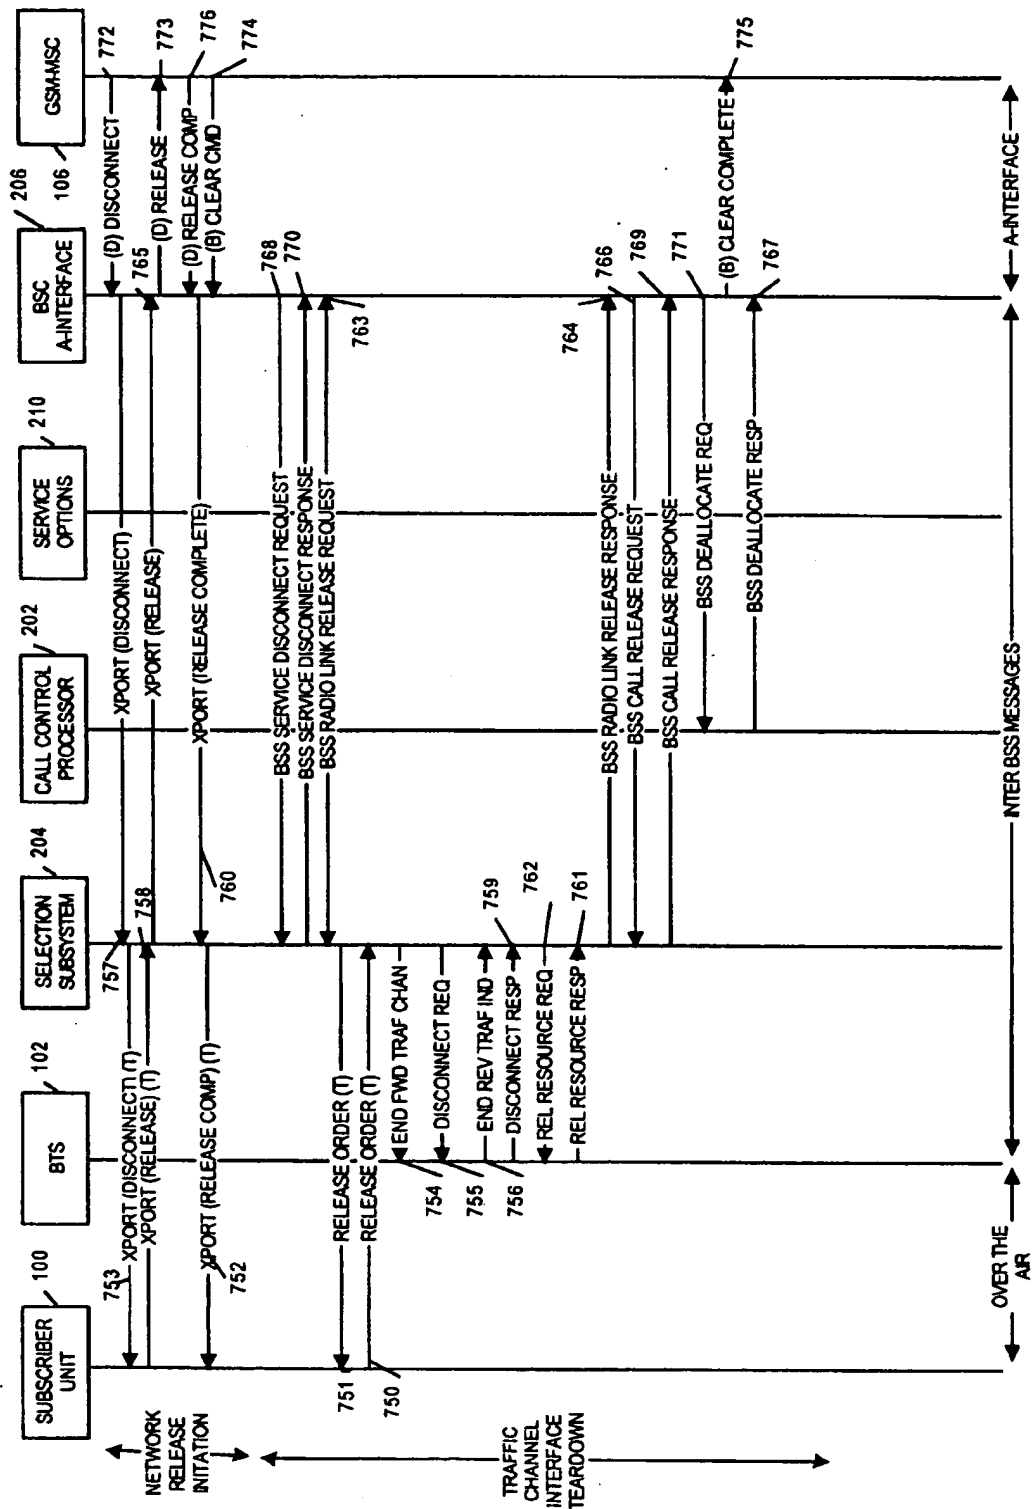 SUBSCRIBER
UNIT
100
BTS
102
SELECTION
SUBSYSTEM
204
CALL CONTROL
PROCESSOR
202
SERVICE
OPTIONS
210
BSC
A-INTERFACE
206
GSM-MSC
106
NETWORK
RELEASE
INITATION
(D) DISCONNECT
772
XPORT (DISCONNECT)
757
XPORT (DISCONNECT) (T)
753
XPORT (RELEASE) (T)
758
XPORT (RELEASE)
765
(D) RELEASE
773
(D) RELEASE COMP
776
XPORT (RELEASE COMPLETE)
760
XPORT (RELEASE COMP) (T)
752
(B) CLEAR CMD
774
TRAFFIC
CHANNEL
INTERFACE
TEARDOWN
BSS SERVICE DISCONNECT REQUEST
768
BSS SERVICE DISCONNECT RESPONSE
770
BSS RADIO LINK RELEASE REQUEST
763
RELEASE ORDER (T)
751
RELEASE ORDER (T)
750
END FWD TRAF CHAN
754
DISCONNECT REQ
755
END REV TRAF IND
756
759
DISCONNECT RESP
REL RESOURCE REQ
762
REL RESOURCE RESP
761
BSS RADIO LINK RELEASE RESPONSE
764
766
BSS CALL RELEASE REQUEST
BSS CALL RELEASE RESPONSE
769
BSS DEALLOCATE REQ
771
(B) CLEAR COMPLETE
775
BSS DEALLOCATE RESP
767
OVER THE
AIR
INTER BSS MESSAGES
A-INTERFACE